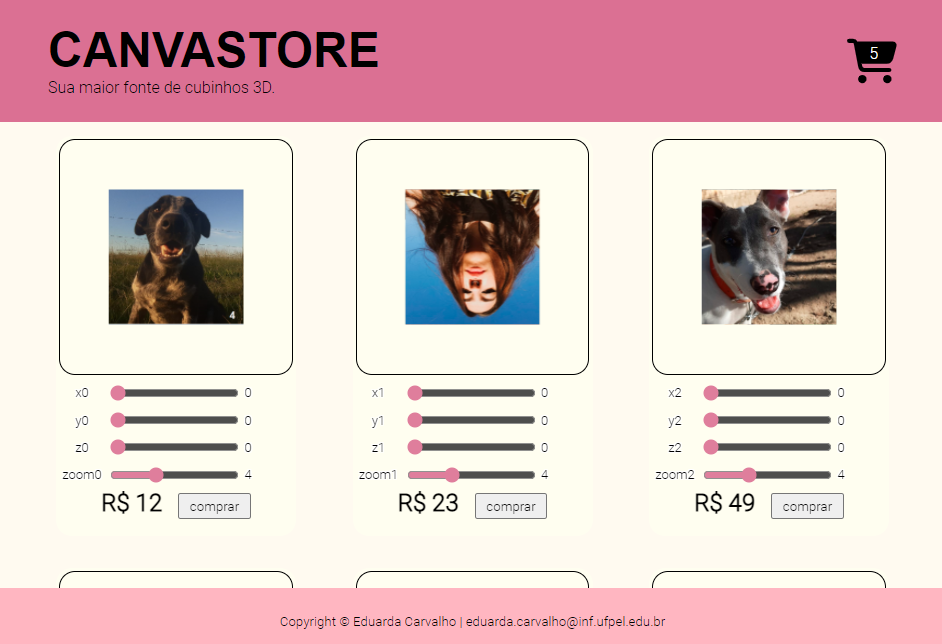 CANVASTORE
Sua maior fonte de cubinhos 3D.
5
4
x0 0
y0 0
z0 0
zoom0 4
R$ 12 comprar
x1 0
y1 0
z1 0
zoom1 4
R$ 23 comprar
x2 0
y2 0
z2 0
zoom2 4
R$ 49 comprar
Copyright © Eduarda Carvalho | eduarda.carvalho@inf.ufpel.edu.br